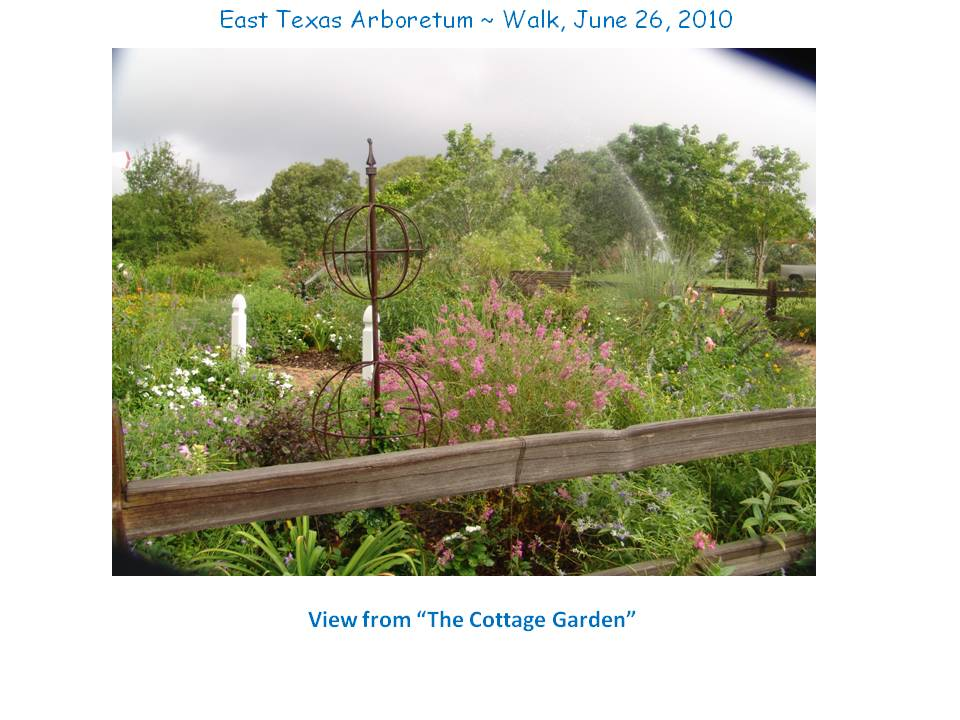 East Texas Arboretum ~ Walk, June 26, 2010
View from “The Cottage Garden”